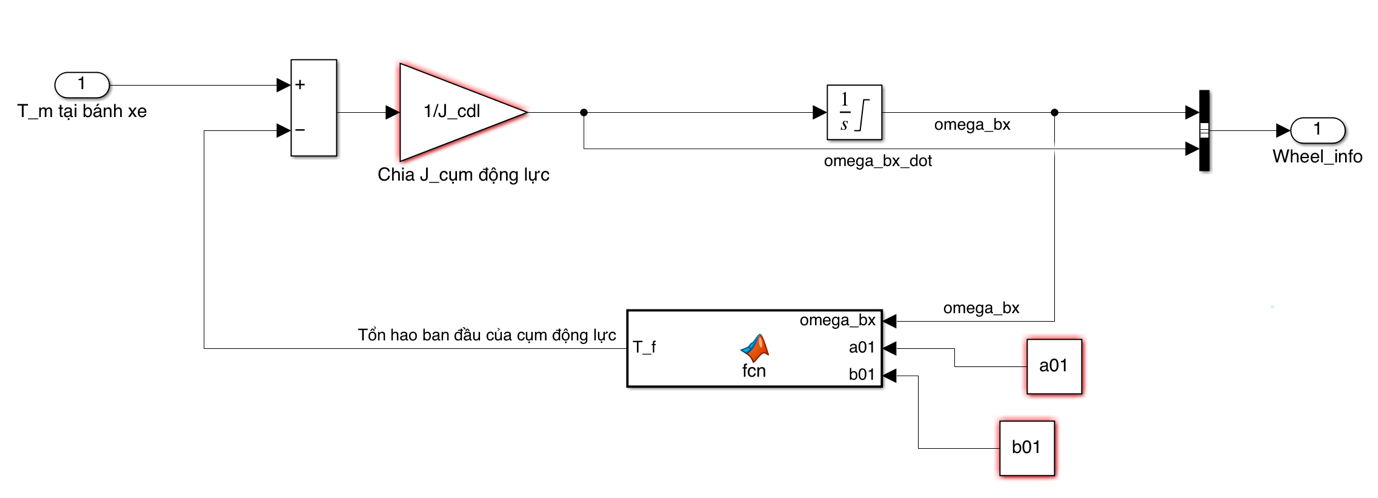 1
T_m tại bánh xe
+
−
1/J_cdl
Chia J_cụm động lực
1
s
omega_bx
omega_bx_dot
1
Wheel_info
omega_bx
Tổn hao ban đầu của cụm động lực
T_f
fcn
omega_bx
a01
b01
a01
b01